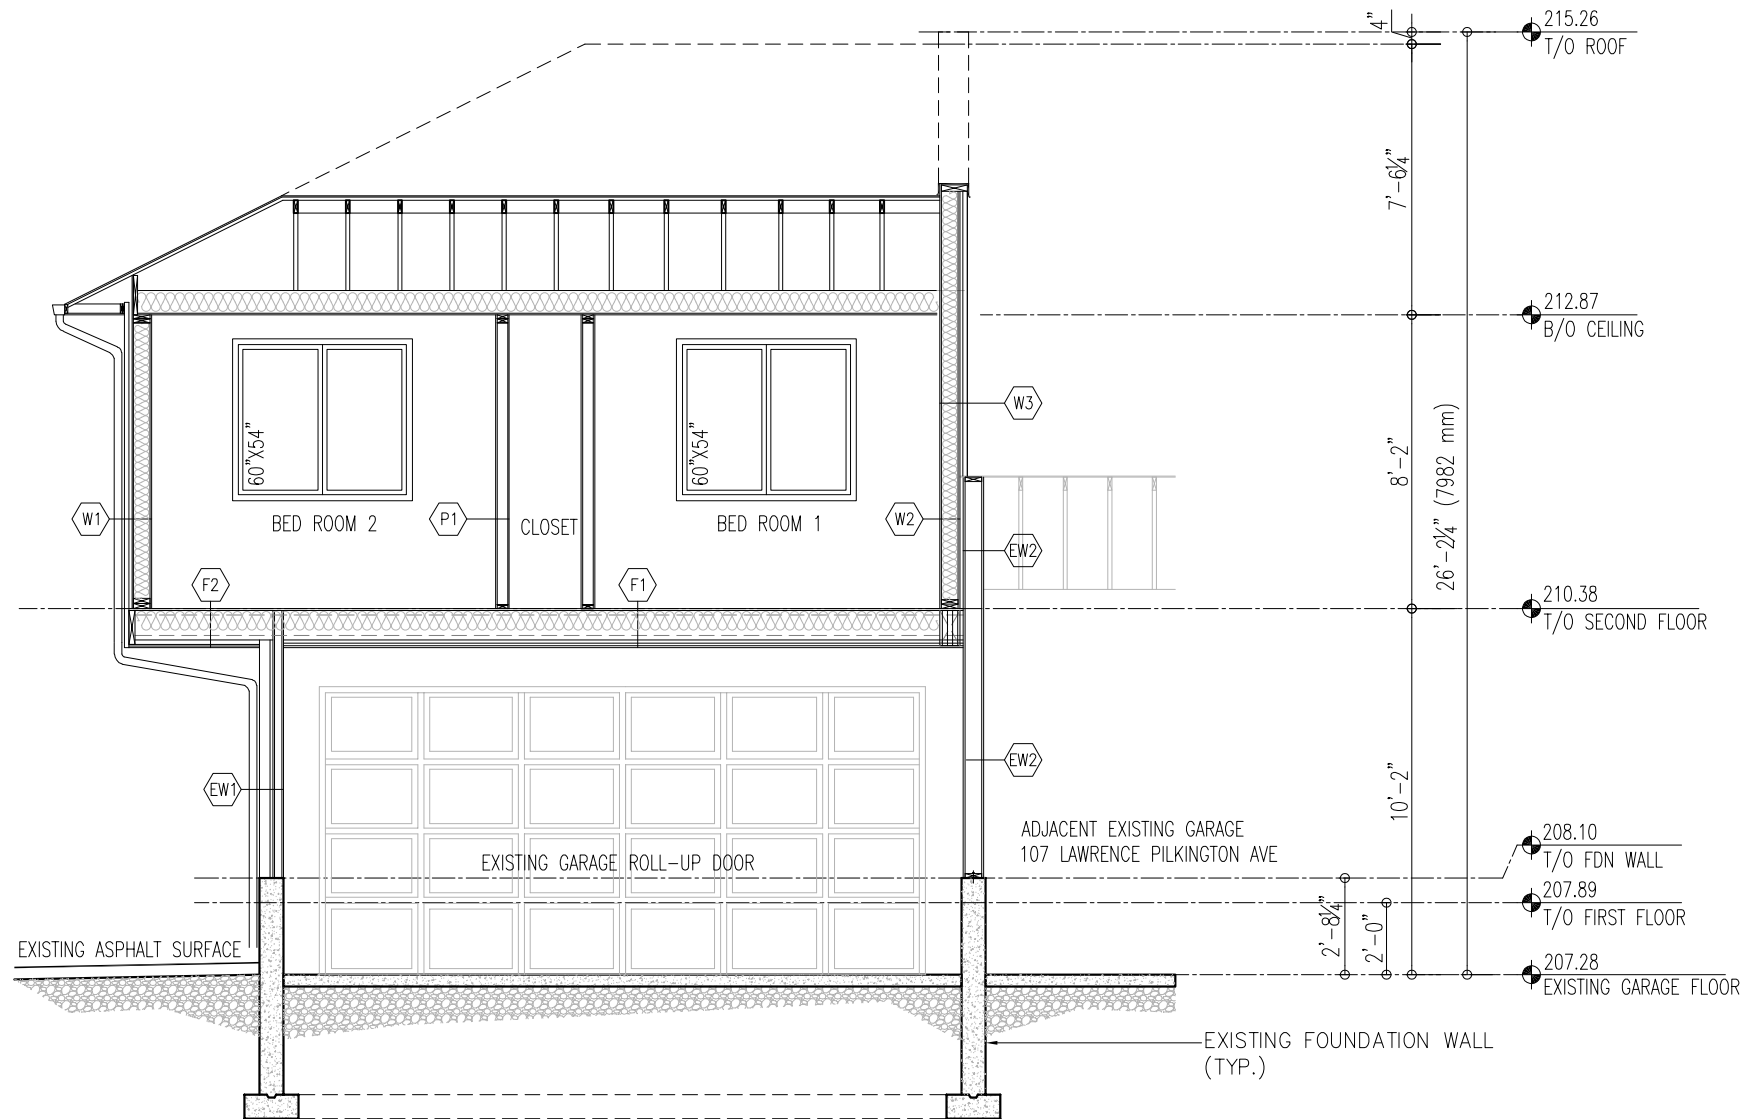 4"
215.26
T/O ROOF
7'-6¼"
212.87
B/O CEILING
60"X54"
60"X54"
W3
8'-2"
26'-2¼" (7982 mm)
W1
BED ROOM 2
P1
CLOSET
BED ROOM 1
W2
EW2
F2
F1
210.38
T/O SECOND FLOOR
EW1
EW2
10'-2"
ADJACENT EXISTING GARAGE
107 LAWRENCE PILKINGTON AVE
208.10
T/O FDN WALL
EXISTING GARAGE ROLL-UP DOOR
207.89
T/O FIRST FLOOR
2'-8¼"
2'-0"
EXISTING ASPHALT SURFACE
207.28
EXISTING GARAGE FLOOR
EXISTING FOUNDATION WALL
(TYP.)